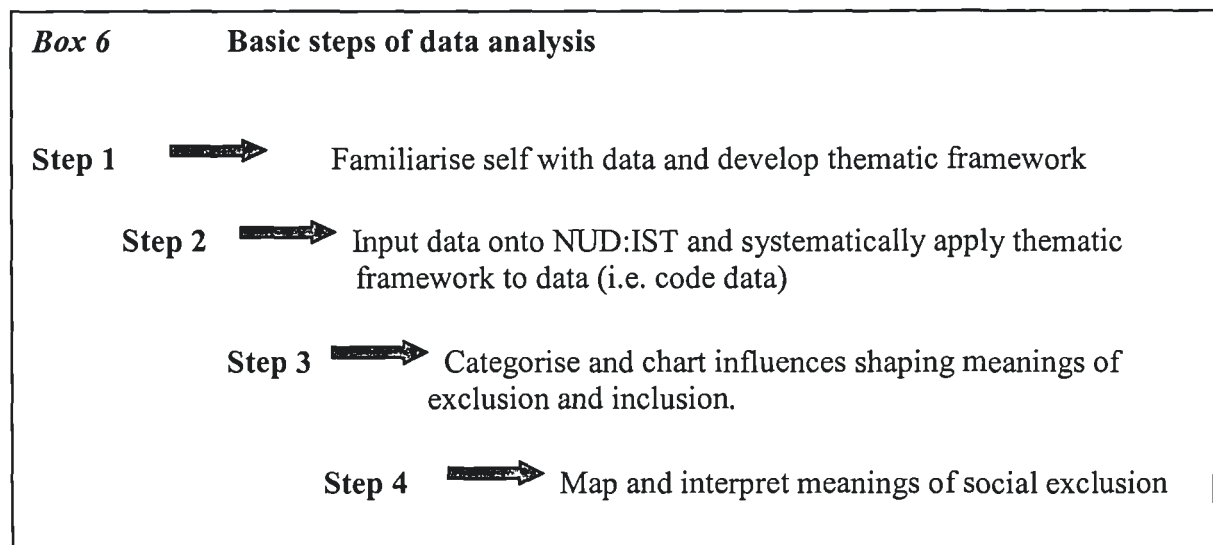 Box 6 Basic steps of data analysis
Step 1 Familiarise self with data and develop thematic framework
Step 2 Input data onto NUD:IST and systematically apply thematic
framework to data (i.e. code data)
Step 3 Categorise and chart influences shaping meanings of
exclusion and inclusion.
Step 4 Map and interpret meanings of social exclusion